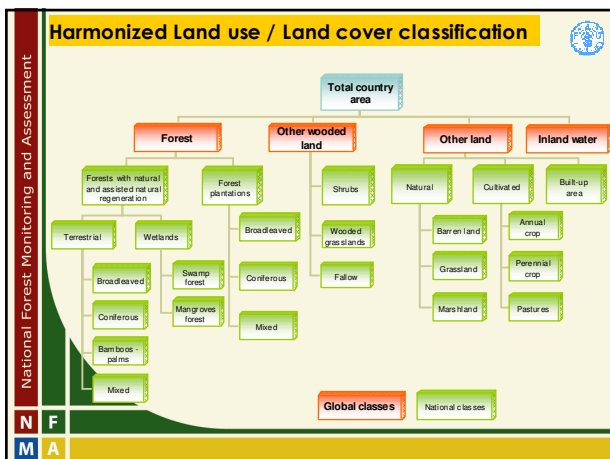 Harmonized Land use / Land cover classification
National Forest Monitoring and Assessment
Total country
area
Forest
Other wooded
land
Other land
Inland water
Forests with natural
and assisted natural
regeneration
Forest
plantations
Shrubs
Natural
Cultivated
Built-up
area
Terrestrial
Wetlands
Broadleaved
Wooded
grasslands
Barren land
Annual
crop
Broadleaved
Swamp
forest
Coniferous
Fallow
Grassland
Perennial
crop
Coniferous
Mangroves
forest
Mixed
Marshland
Pastures
Bamboos -
palms
Mixed
Global classes
National classes
N F
M A